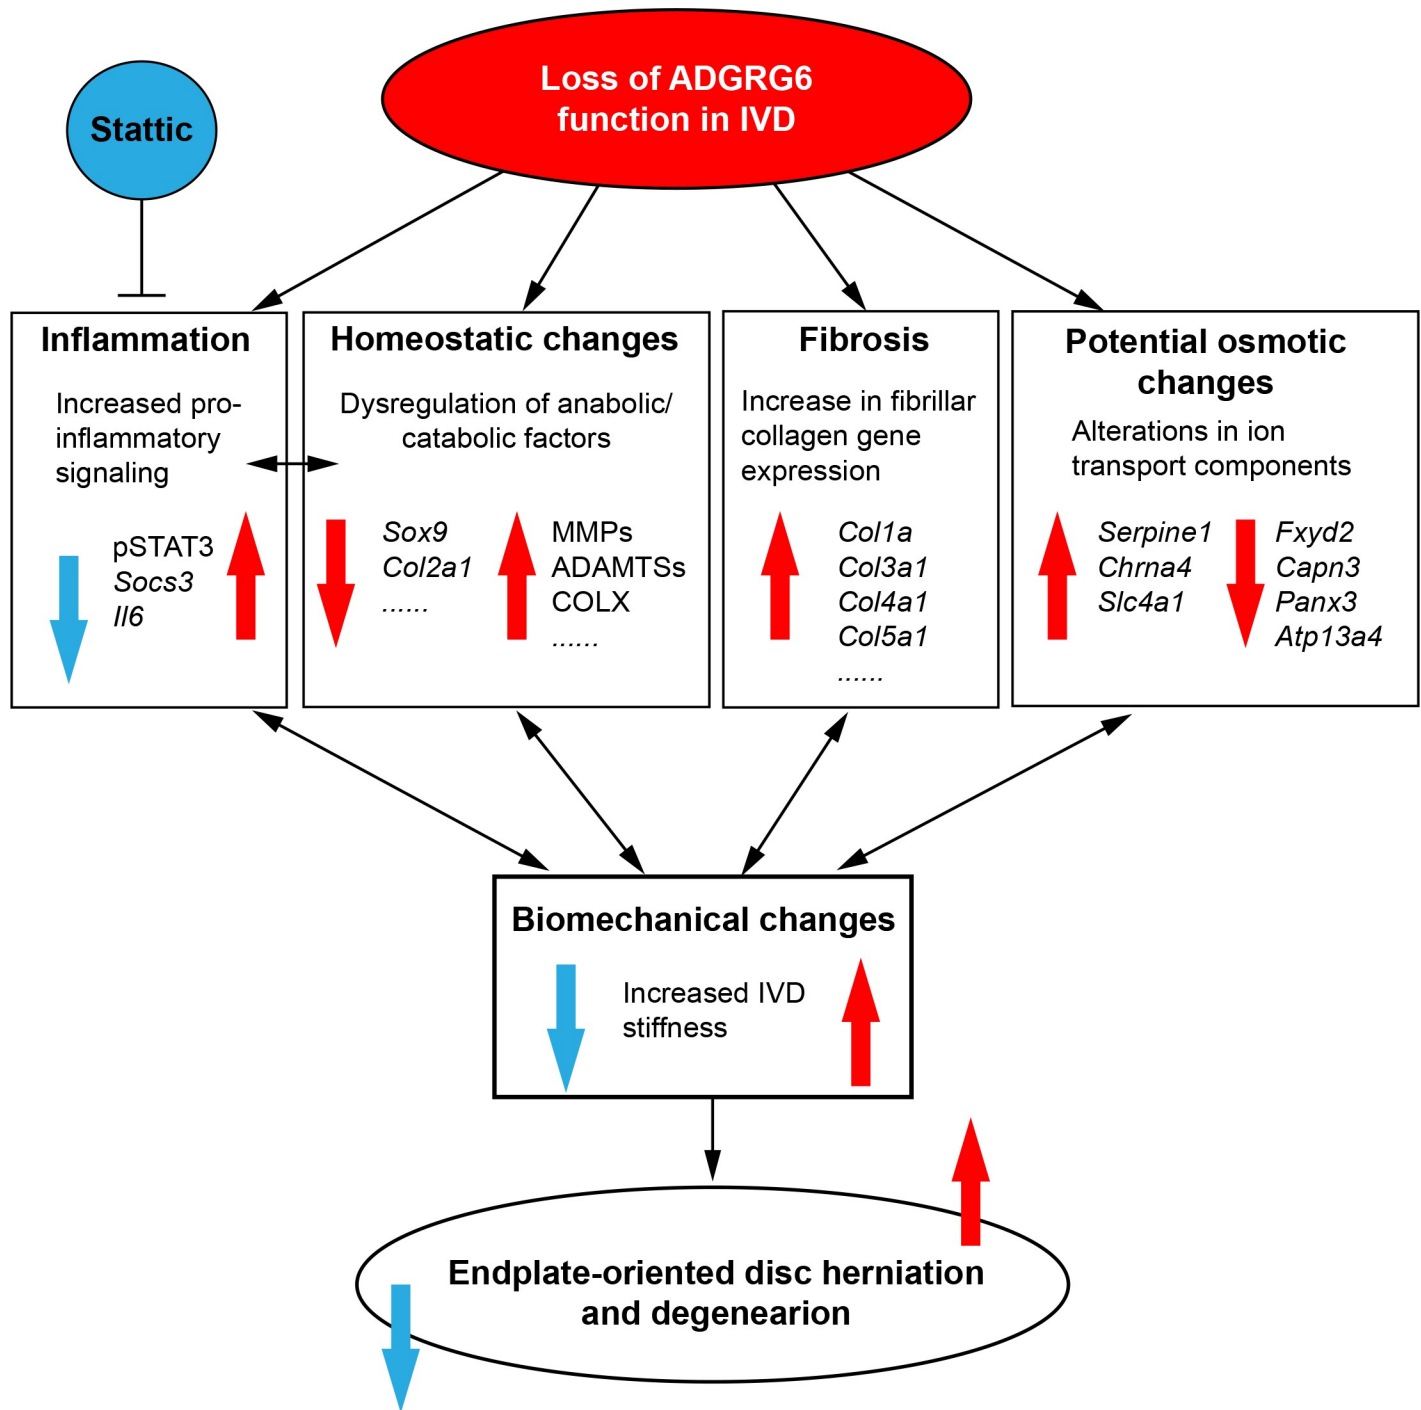 Loss of ADGRG6
function in IVD
Stattic
Inflammation
Increased pro-
inflammatory
signaling
pSTAT3
Socs3
Il6
Homeostatic changes
Dysregulation of anabolic/
catabolic factors
Sox9
Col2a1
......
MMPs
ADAMTSs
COLX
......
Fibrosis
Increase in fibrillar
collagen gene
expression
Col1a
Col3a1
Col4a1
Col5a1
......
Potential osmotic
changes
Alterations in ion
transport components
Serpine1
Chrna4
Slc4a1
Fxyd2
Capn3
Panx3
Atp13a4
Biomechanical changes
Increased IVD
stiffness
Endplate-oriented disc herniation
and degenearion